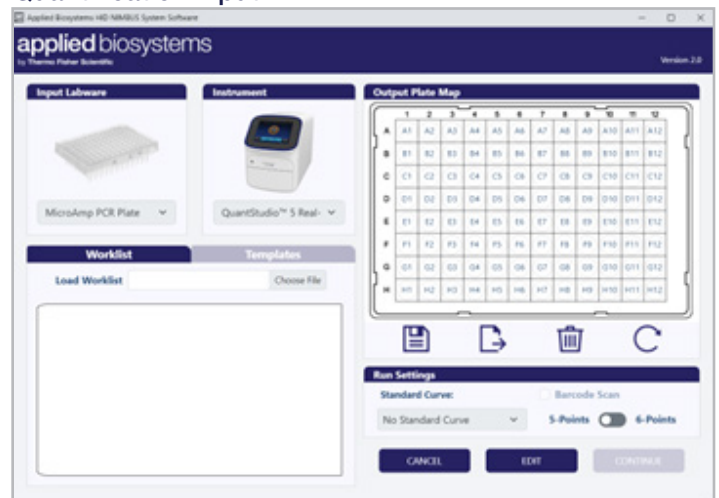 Applied Biosystems HID NIMBUS System Software
applied biosystems
by Thermo Fisher Scientific
Version 2.0
Input Labware
Instrument
Output Plate Map
MicroAmp PCR Plate
QuantStudio™ 5 Real-
1 2 3 4 5 6 7 8 9 10 11 12
A A1 A2 A3 A4 A5 A6 A7 A8 A9 A10 A11 A12
B B1 B2 B3 B4 B5 B6 B7 B8 B9 B10 B11 B12
C C1 C2 C3 C4 C5 C6 C7 C8 C9 C10 C11 C12
D D1 D2 D3 D4 D5 D6 D7 D8 D9 D10 D11 D12
E E1 E2 E3 E4 E5 E6 E7 E8 E9 E10 E11 E12
F F1 F2 F3 F4 F5 F6 F7 F8 F9 F10 F11 F12
G G1 G2 G3 G4 G5 G6 G7 G8 G9 G10 G11 G12
H H1 H2 H3 H4 H5 H6 H7 H8 H9 H10 H11 H12
Worklist
Templates
Load Worklist
Choose File
Run Settings
Standard Curve:
Barcode Scan
No Standard Curve
5-Points
6-Points
CANCEL
EDIT
CONTINUE